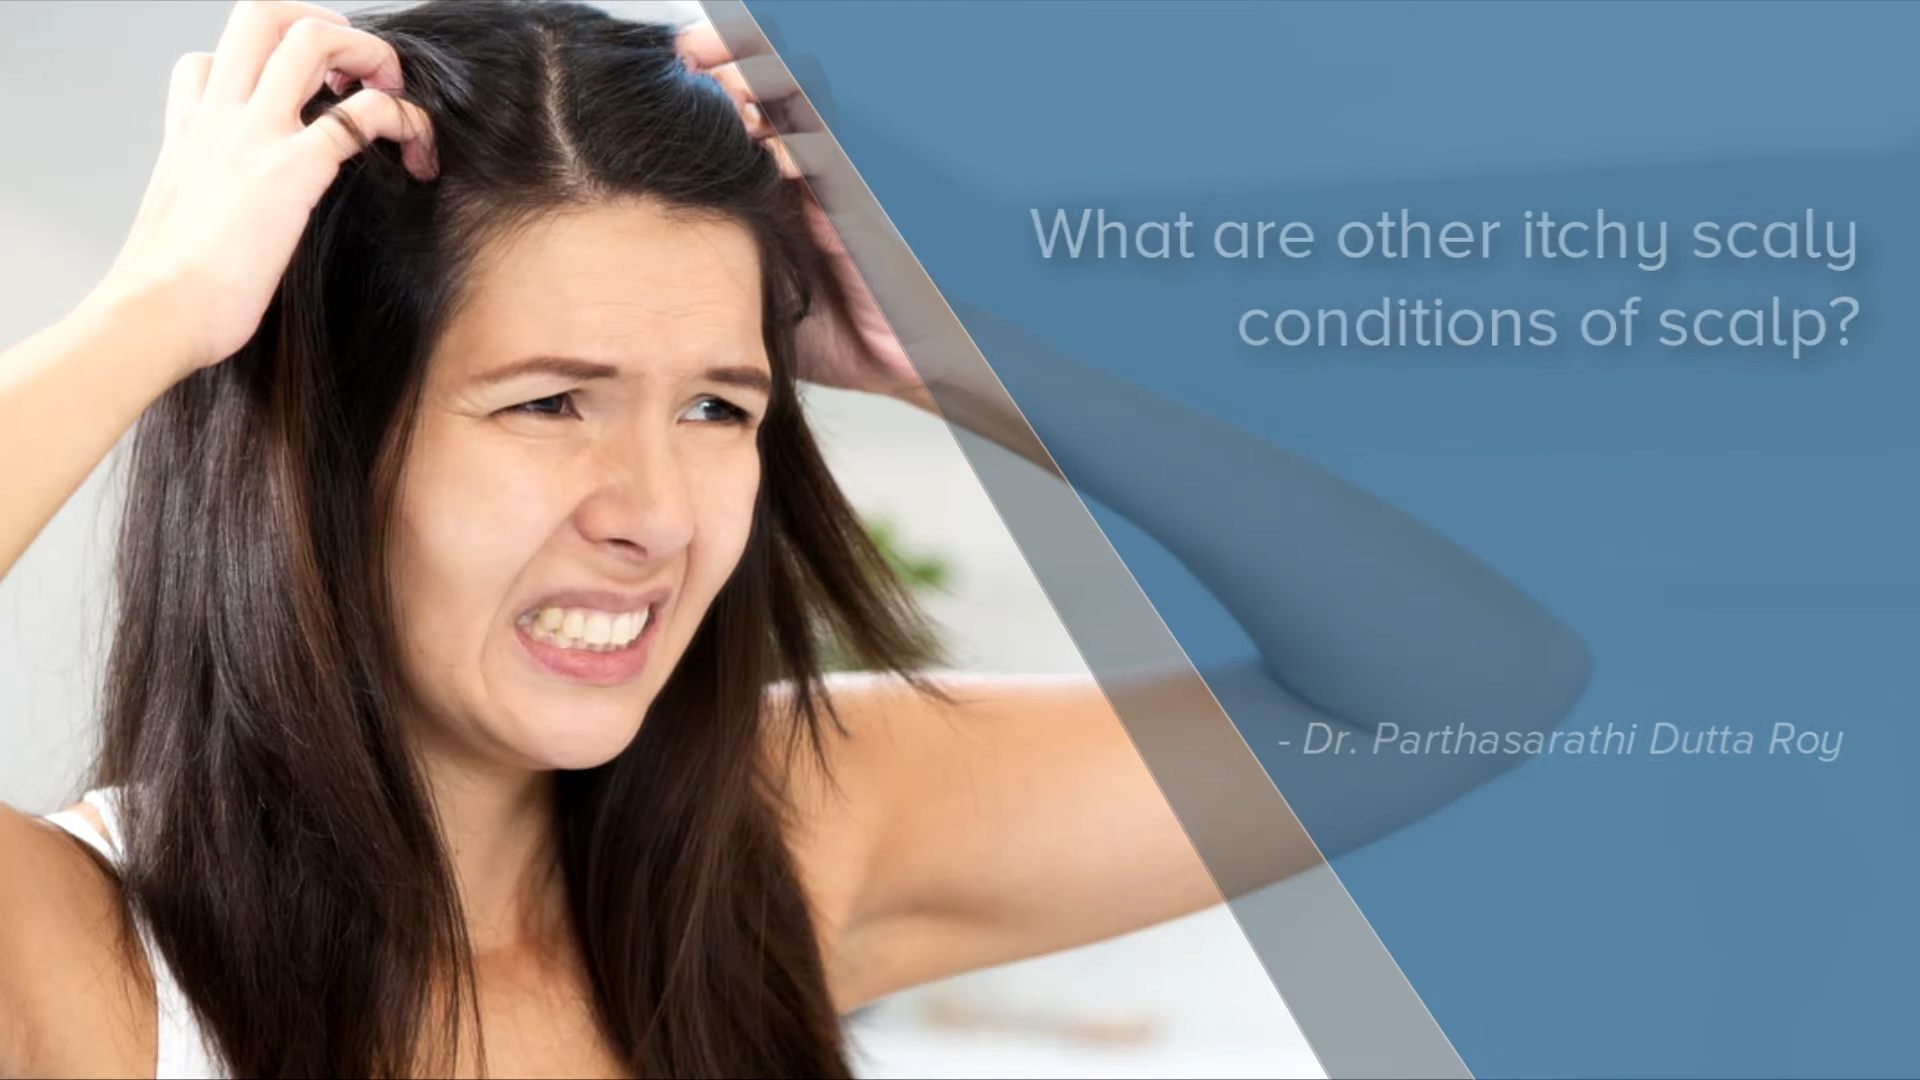 What are other itchy scaly
conditions of scalp?
- Dr. Parthasarathi Dutta Roy